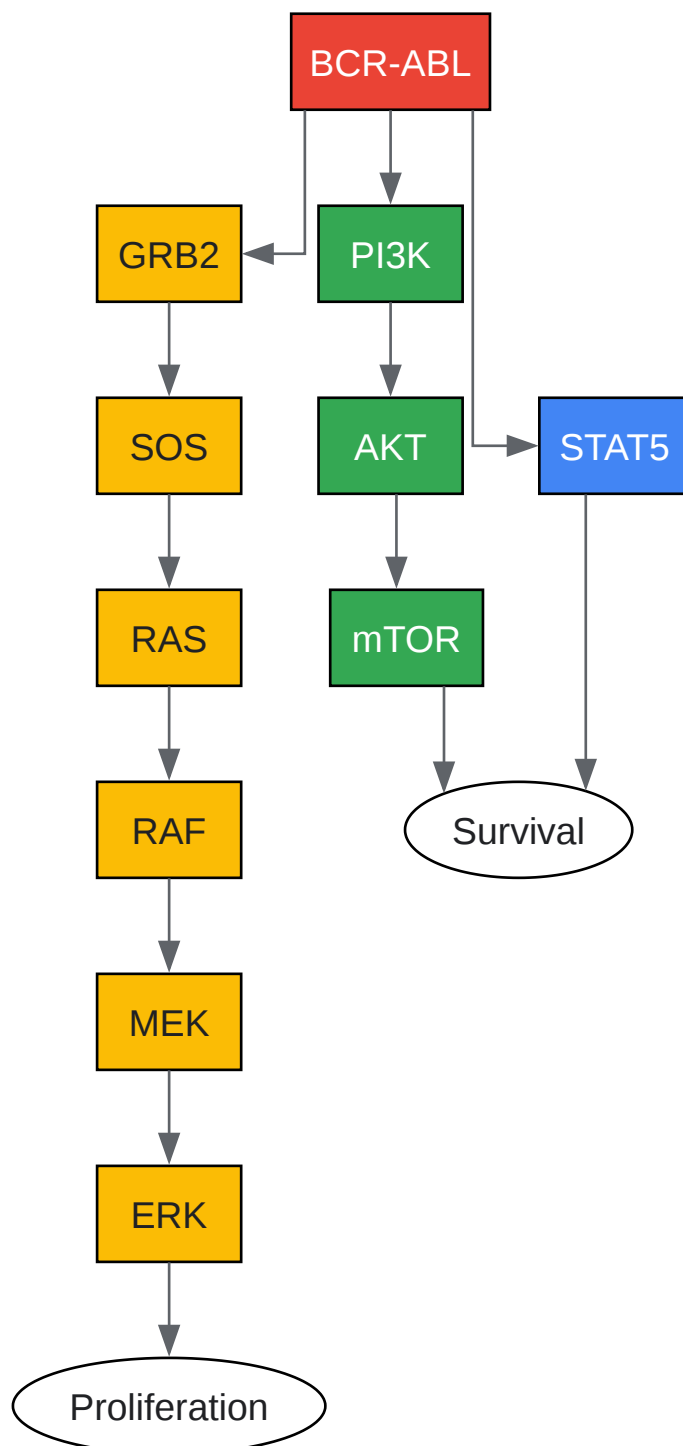 BCR-ABL
GRB2
PI3K
SOS
AKT
STAT5
RAS
mTOR
RAF
Survival
MEK
ERK
Proliferation